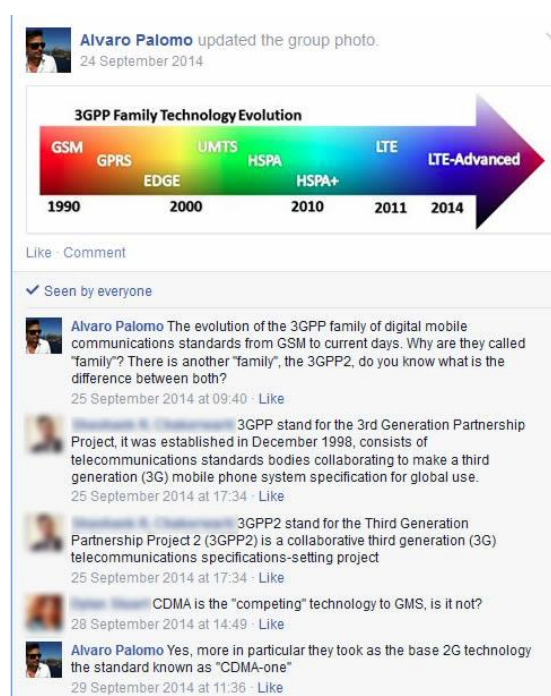 Alvaro Palomo updated the group photo.
24 September 2014
3GPP Family Technology Evolution
GSM
GPRS
EDGE
UMTS
HSPA
HSPA+
LTE
LTE-Advanced
1990 2000 2010 2011 2014
Like · Comment
✓ Seen by everyone
Alvaro Palomo The evolution of the 3GPP family of digital mobile
communications standards from GSM to current days. Why are they called
"family"? There is another "family", the 3GPP2, do you know what is the
difference between both?
25 September 2014 at 09:40 · Like
3GPP stand for the 3rd Generation Partnership
Project, it was established in December 1998, consists of
telecommunications standards bodies collaborating to make a third
generation (3G) mobile phone system specification for global use.
25 September 2014 at 17:34 · Like
3GPP2 stand for the Third Generation
Partnership Project 2 (3GPP2) is a collaborative third generation (3G)
telecommunications specifications-setting project
25 September 2014 at 17:34 · Like
CDMA is the "competing" technology to GMS, is it not?
28 September 2014 at 14:49 · Like
Alvaro Palomo Yes, more in particular they took as the base 2G technology
the standard known as "CDMA-one"
29 September 2014 at 11:36 · Like